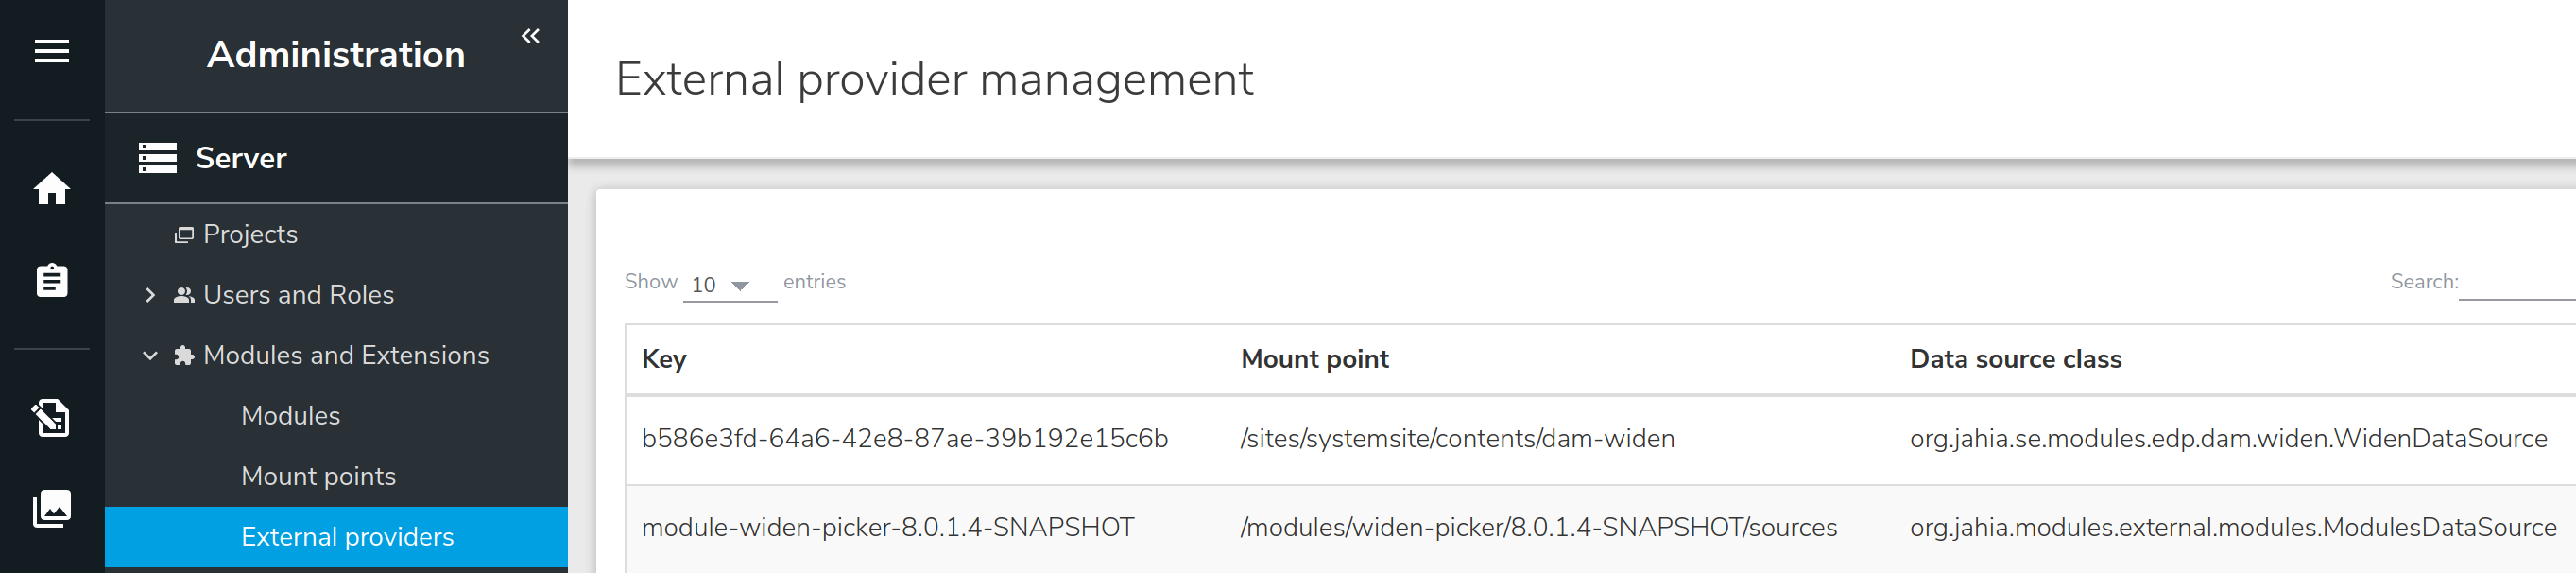 Administration
Server
Projects
Users and Roles
Modules and Extensions
Modules
Mount points
External providers
External provider management
Show 10 entries
Search:
Key Mount point Data source class
b586e3fd-64a6-42e8-87ae-39b192e15c6b /sites/systemsite/contents/dam-widen org.jahia.se.modules.edp.dam.widen.WidenDataSource
module-widen-picker-8.0.1.4-SNAPSHOT /modules/widen-picker/8.0.1.4-SNAPSHOT/sources org.jahia.modules.external.modules.ModulesDataSource